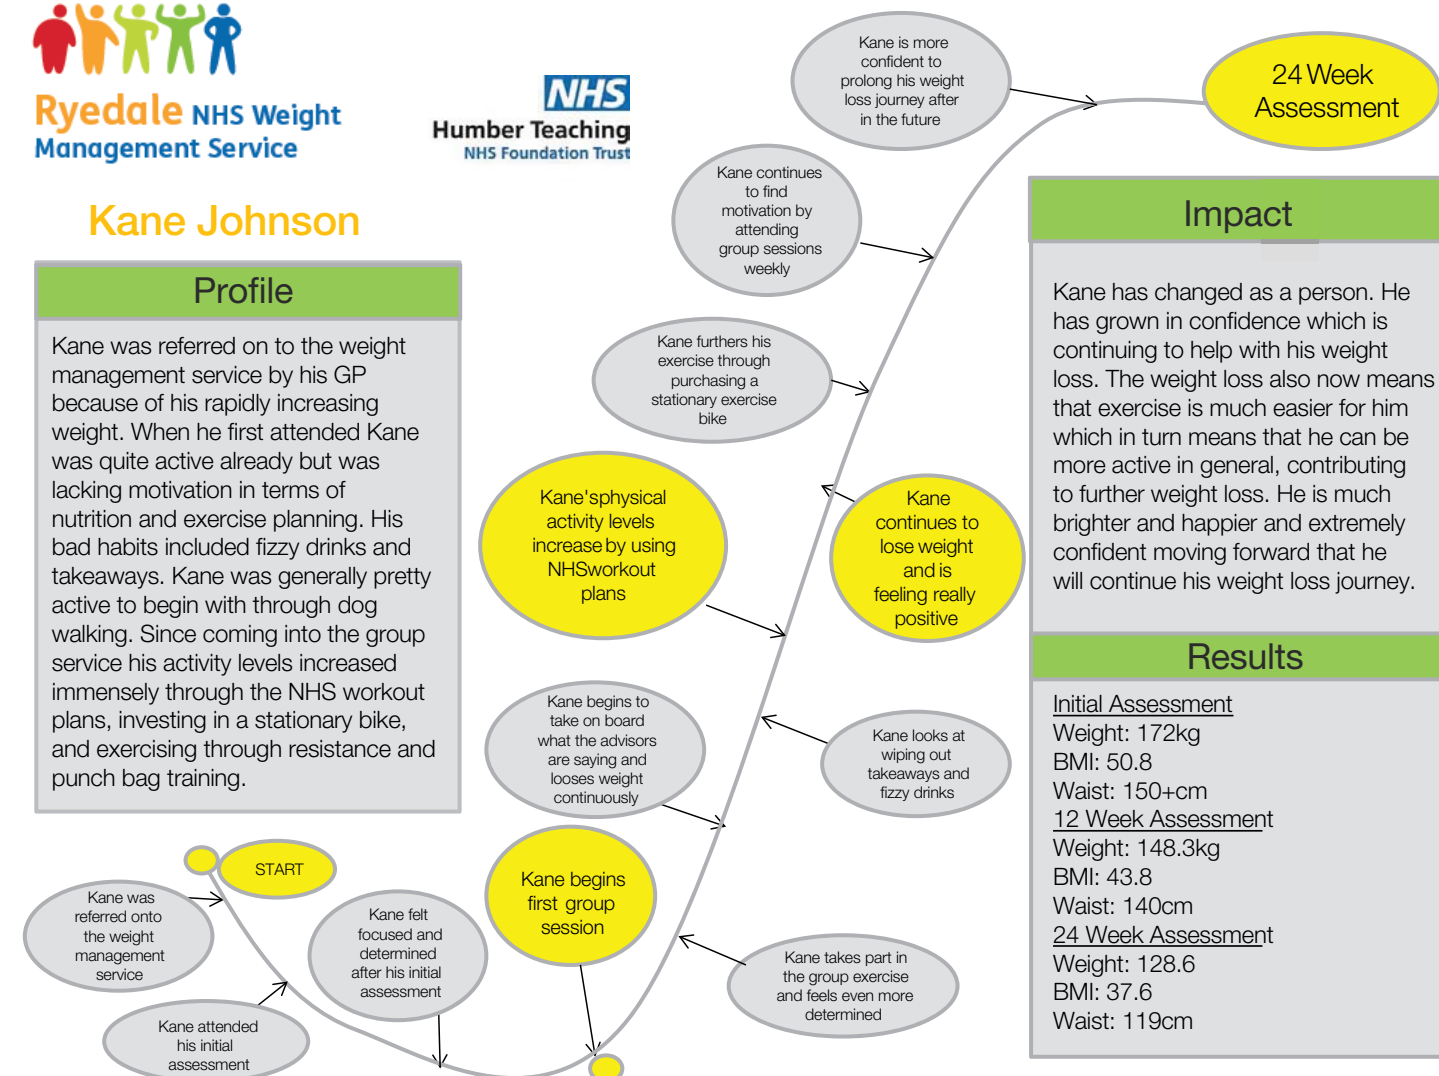 Ryedale NHS Weight
Management Service
NHS
Humber Teaching
NHS Foundation Trust
Kane Johnson
Profile
Kane was referred on to the weight
management service by his GP
because of his rapidly increasing
weight. When he first attended Kane
was quite active already but was
lacking motivation in terms of
nutrition and exercise planning. His
bad habits included fizzy drinks and
takeaways. Kane was generally pretty
active to begin with through dog
walking. Since coming into the group
service his activity levels increased
immensely through the NHS workout
plans, investing in a stationary bike,
and exercising through resistance and
punch bag training.
START
Kane was
referred onto
the weight
management
service
Kane attended
his initial
assessment
Kane felt
focused and
determined
after his initial
assessment
Kane begins
first group
session
Kane takes part in
the group exercise
and feels even more
determined
Kane begins to
take on board
what the advisors
are saying and
looses weight
continuously
Kane looks at
wiping out
takeaways and
fizzy drinks
Kane'sphysical
activity levels
increase by using
NHSworkout
plans
Kane
continues to
lose weight
and is
feeling really
positive
Kane furthers his
exercise through
purchasing a
stationary exercise
bike
Kane continues
to find
motivation by
attending
group sessions
weekly
Kane is more
confident to
prolong his weight
loss journey after
in the future
24 Week
Assessment
Impact
Kane has changed as a person. He
has grown in confidence which is
continuing to help with his weight
loss. The weight loss also now means
that exercise is much easier for him
which in turn means that he can be
more active in general, contributing
to further weight loss. He is much
brighter and happier and extremely
confident moving forward that he
will continue his weight loss journey.
Results
Initial Assessment
Weight: 172kg
BMI: 50.8
Waist: 150+cm
12 Week Assessment
Weight: 148.3kg
BMI: 43.8
Waist: 140cm
24 Week Assessment
Weight: 128.6
BMI: 37.6
Waist: 119cm